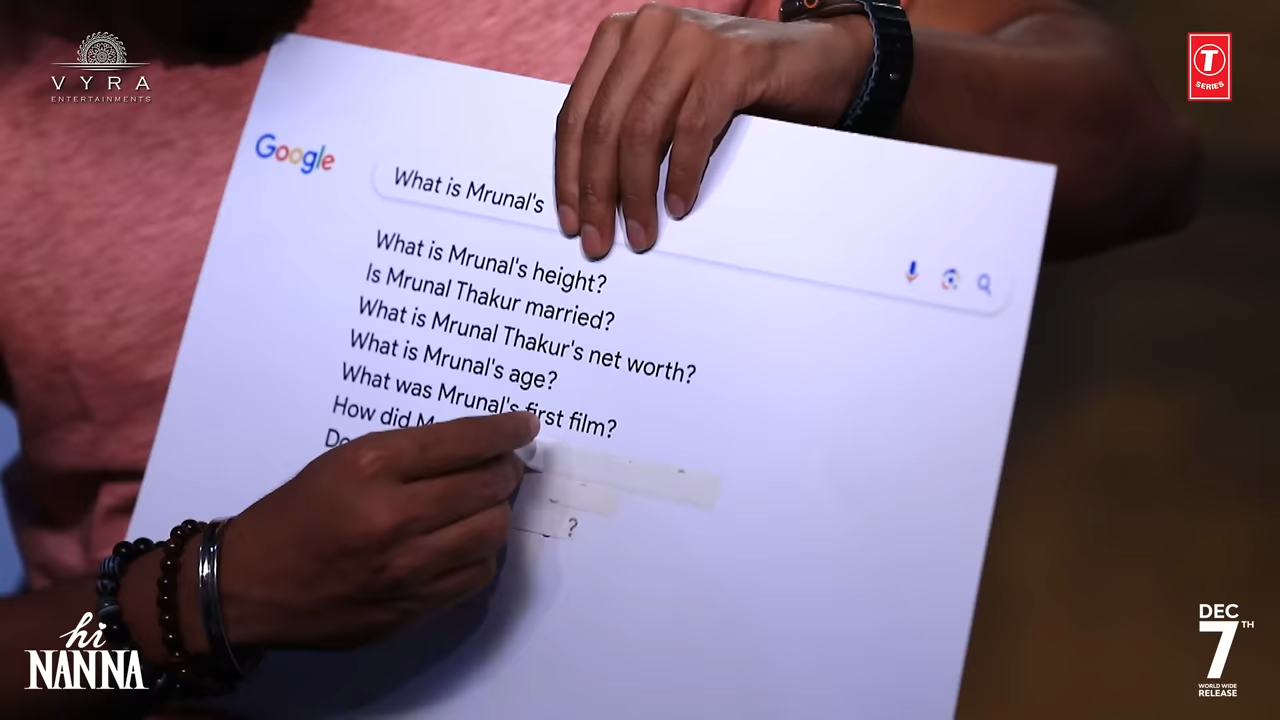 VYRA
ENTERTAINMENTS
T
SERIES
Google
What is Mrunal's
What is Mrunal's height?
Is Mrunal Thakur married?
What is Mrunal Thakur's net worth?
What is Mrunal's age?
What was Mrunal's first film?
How did
?
hi
NANNA
DEC
7TH
WORLD WIDE
RELEASE